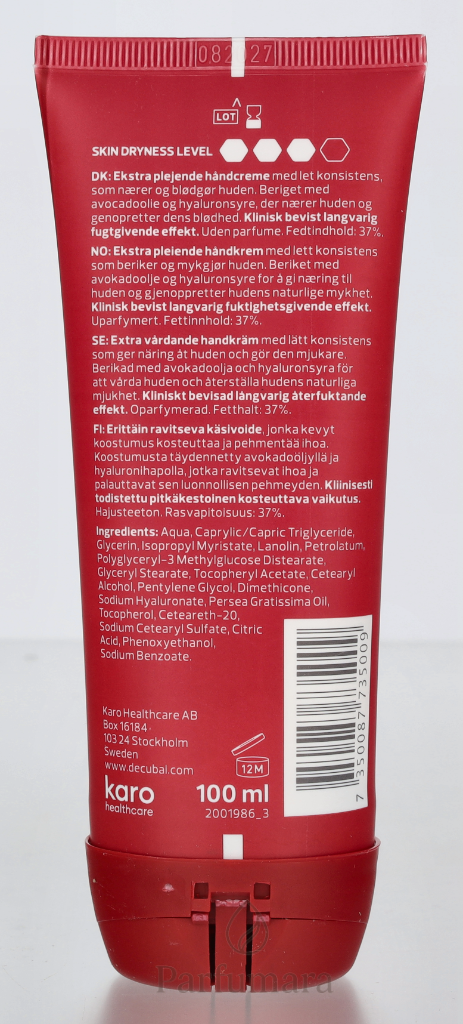 082 27
LOT
SKIN DRYNESS LEVEL
DK: Ekstra plejende håndcreme med let konsistens,
som nærer og blødgør huden. Beriget med
avocadoolie og hyaluronsyre, der nærer huden og
genopretter dens blødhed. Klinisk bevist langvarig
fugtgivende effekt. Uden parfume. Fedtindhold: 37%.
NO: Ekstra pleiende håndkrem med lett konsistens
som beriker og mykgjør huden. Beriket med
avokadoolje og hyaluronsyre for å gi næring til
huden og gjenoppretter hudens naturlige mykhet.
Klinisk bevist langvarig fuktighetsgivende effekt.
Uparfymert. Fettinnhold: 37%.
SE: Extra vårdande handkräm med lätt konsistens
som ger näring åt huden och gör den mjukare.
Berikad med avokadoolja och hyaluronsyra för
att vårda huden och återställa hudens naturliga
mjukhet. Kliniskt bevisad långvarig återfuktande
effekt. Oparfymerad. Fetthalt: 37%.
FI: Erittäin ravitseva käsivoide, jonka kevyt
koostumus kosteuttaa ja pehmentää ihoa.
Koostumusta täydennetty avokadoöljyllä ja
hyaluronihapolla, jotka ravitsevat ihoa ja
palauttavat sen luonnollisen pehmeyden. Kliinisesti
todistettu pitkäkestoinen kosteuttava vaikutus.
Hajusteeton. Rasvapitoisuus: 37%.
Ingredients: Aqua, Caprylic/Capric Triglyceride,
Glycerin, Isopropyl Myristate, Lanolin, Petrolatum,
Polyglyceryl-3 Methylglucose Distearate,
Glyceryl Stearate, Tocopheryl Acetate, Cetearyl
Alcohol, Pentylene Glycol, Dimethicone,
Sodium Hyaluronate, Persea Gratissima Oil,
Tocopherol, Ceteareth-20,
Sodium Cetearyl Sulfate, Citric
Acid, Phenoxyethanol,
Sodium Benzoate.
Karo Healthcare AB
Box 16184
103 24 Stockholm
Sweden
www.decubal.com
karo
healthcare
12M
100 ml
2001986_3
7 350087 735009
Parfumara